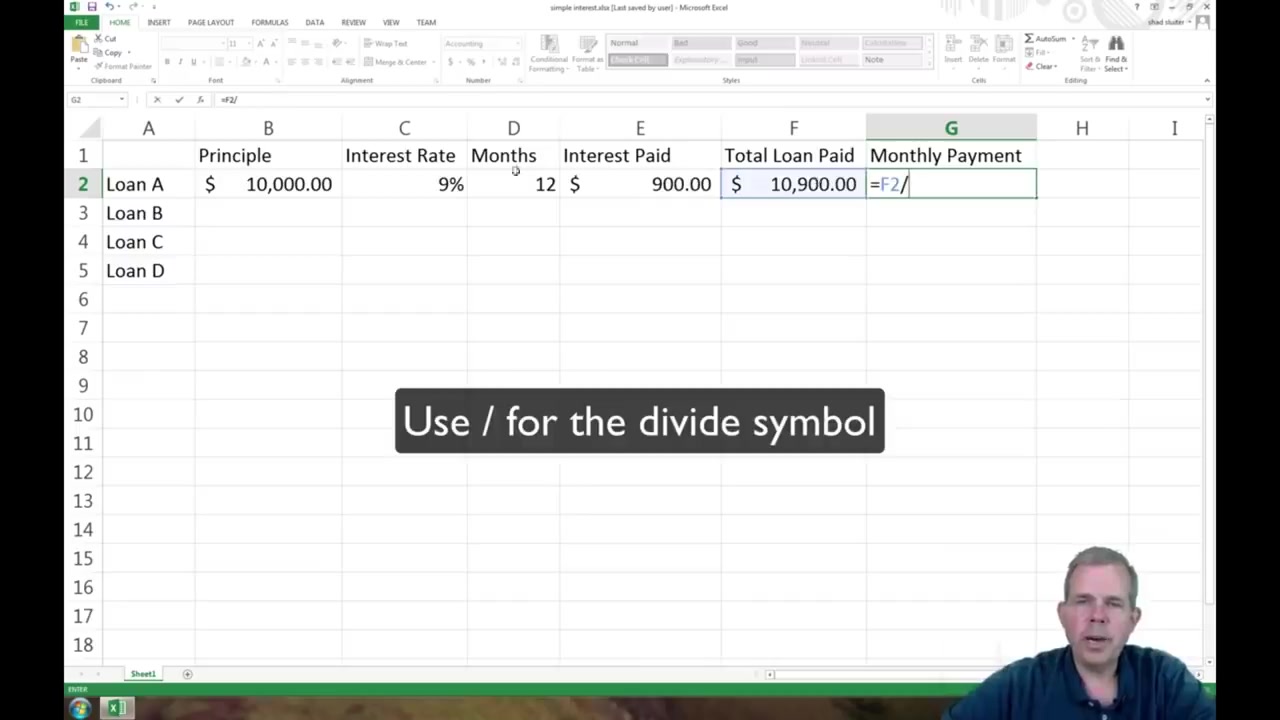 simple interest.xlsx [Last saved by user] - Microsoft Excel
FILE HOME INSERT PAGE LAYOUT FORMULAS DATA REVIEW VIEW TEAM shad sluiter
Cut
Copy
Format Painter
Paste
Clipboard
11
Font
Wrap Text
Merge & Center
Alignment
Accounting
Number
Conditional Formatting
Format as Table
Normal Bad Good Neutral Calculation
Check Cell Explanatory... Input Linked Cell Note
Styles
Insert Delete Format
Cells
AutoSum
Fill
Clear
Sort & Filter
Find & Select
Editing
G2 =F2/
A B C D E F G H I
1 Principle Interest Rate Months Interest Paid Total Loan Paid Monthly Payment
2 Loan A $ 10,000.00 9% 12 $ 900.00 $ 10,900.00 =F2/
3 Loan B
4 Loan C
5 Loan D
6
7
8
9
10
11
12
13
14
15
16
17
18
Use / for the divide symbol
Sheet1
ENTER